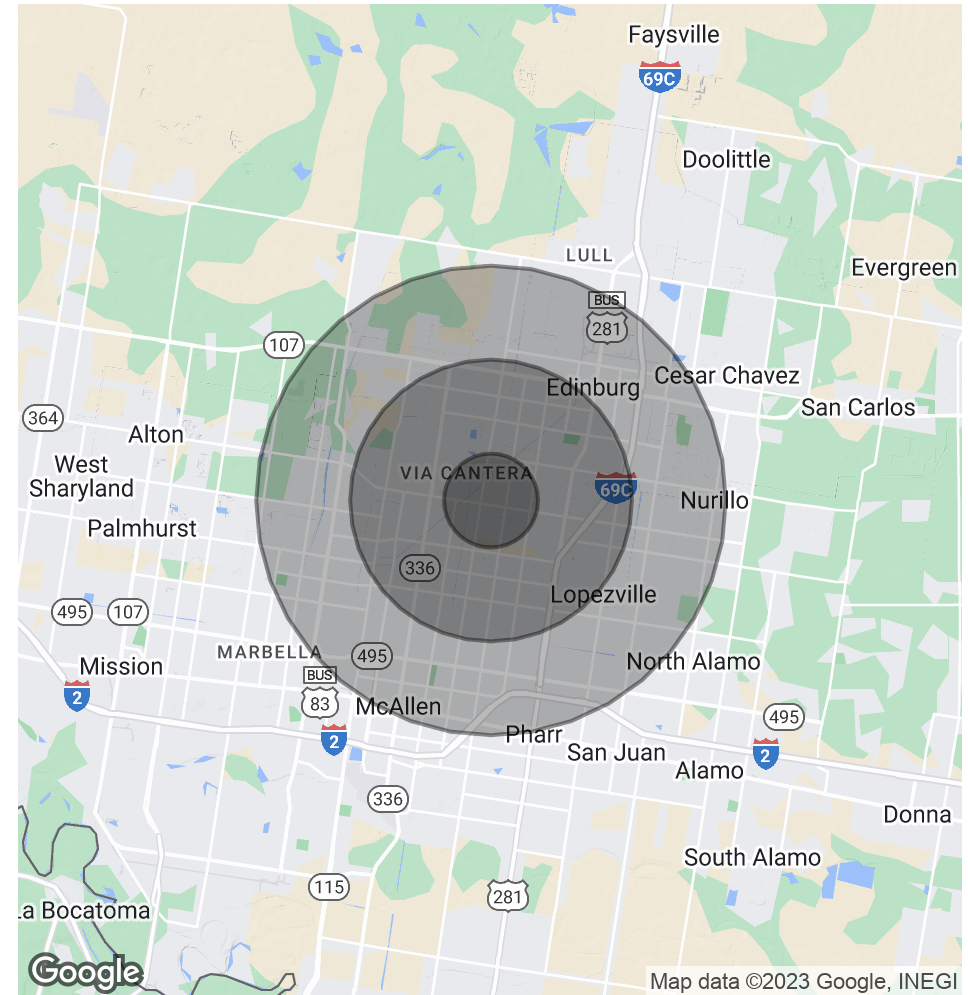 Faysville
69C
Doolittle
LULL
Evergreen
BUS
281
107
Edinburg
Cesar Chavez
San Carlos
364
Alton
West
Sharyland
VIA CANTERA
69C
Nurillo
Palmhurst
336
Lopezville
495
107
MARBELLA
495
North Alamo
Mission
BUS
83
2
McAllen
495
Pharr
2
San Juan
2
Alamo
336
Donna
South Alamo
115
281
La Bocatoma
Google
Map data ©2023 Google, INEGI